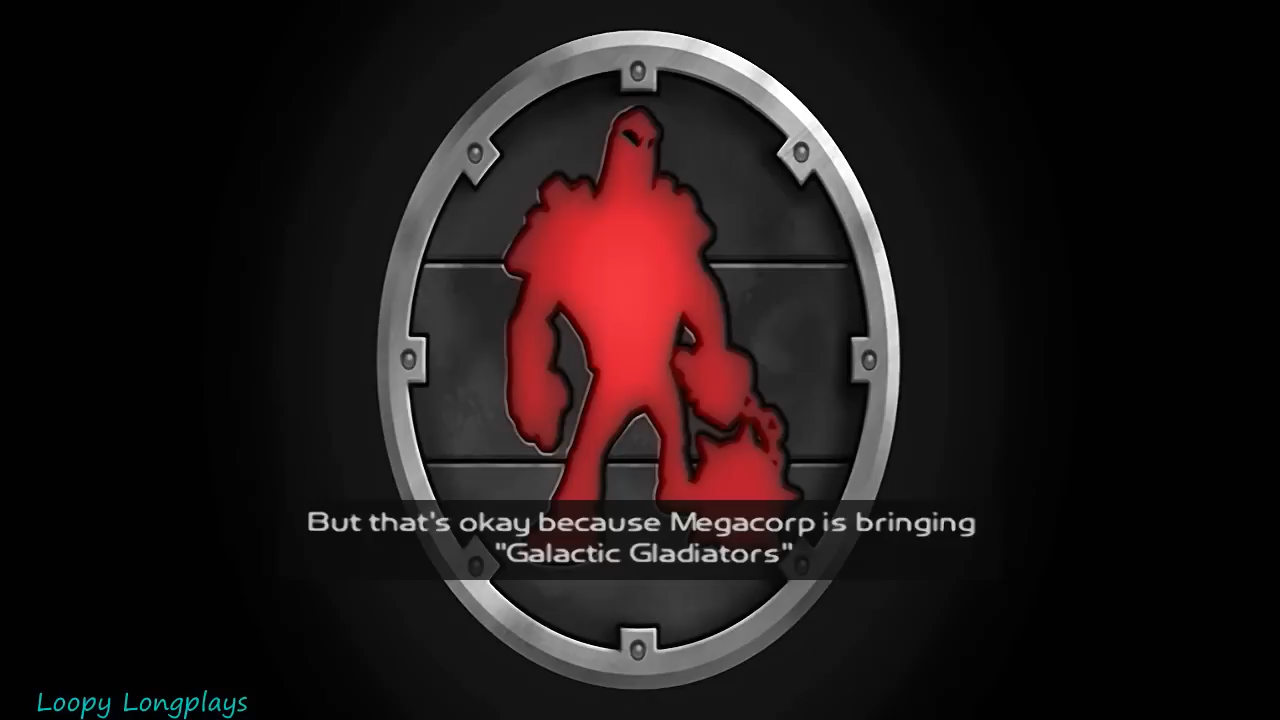 But that's okay because Megacorp is bringing
"Galactic Gladiators"
Loopy Longplays